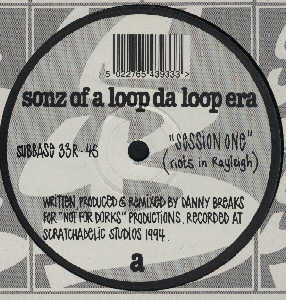 5 022765 439333 >
sonz of a loop da loop era
SUBBASE 33R - 45
"SESSION ONE"
(riots in Rayleigh)
WRITTEN PRODUCED & REMIXED BY DANNY BREAKS
FOR "NOT FOR DORKS" PRODUCTIONS. RECORDED AT
SCRATCHADELIC STUDIOS 1994.
a